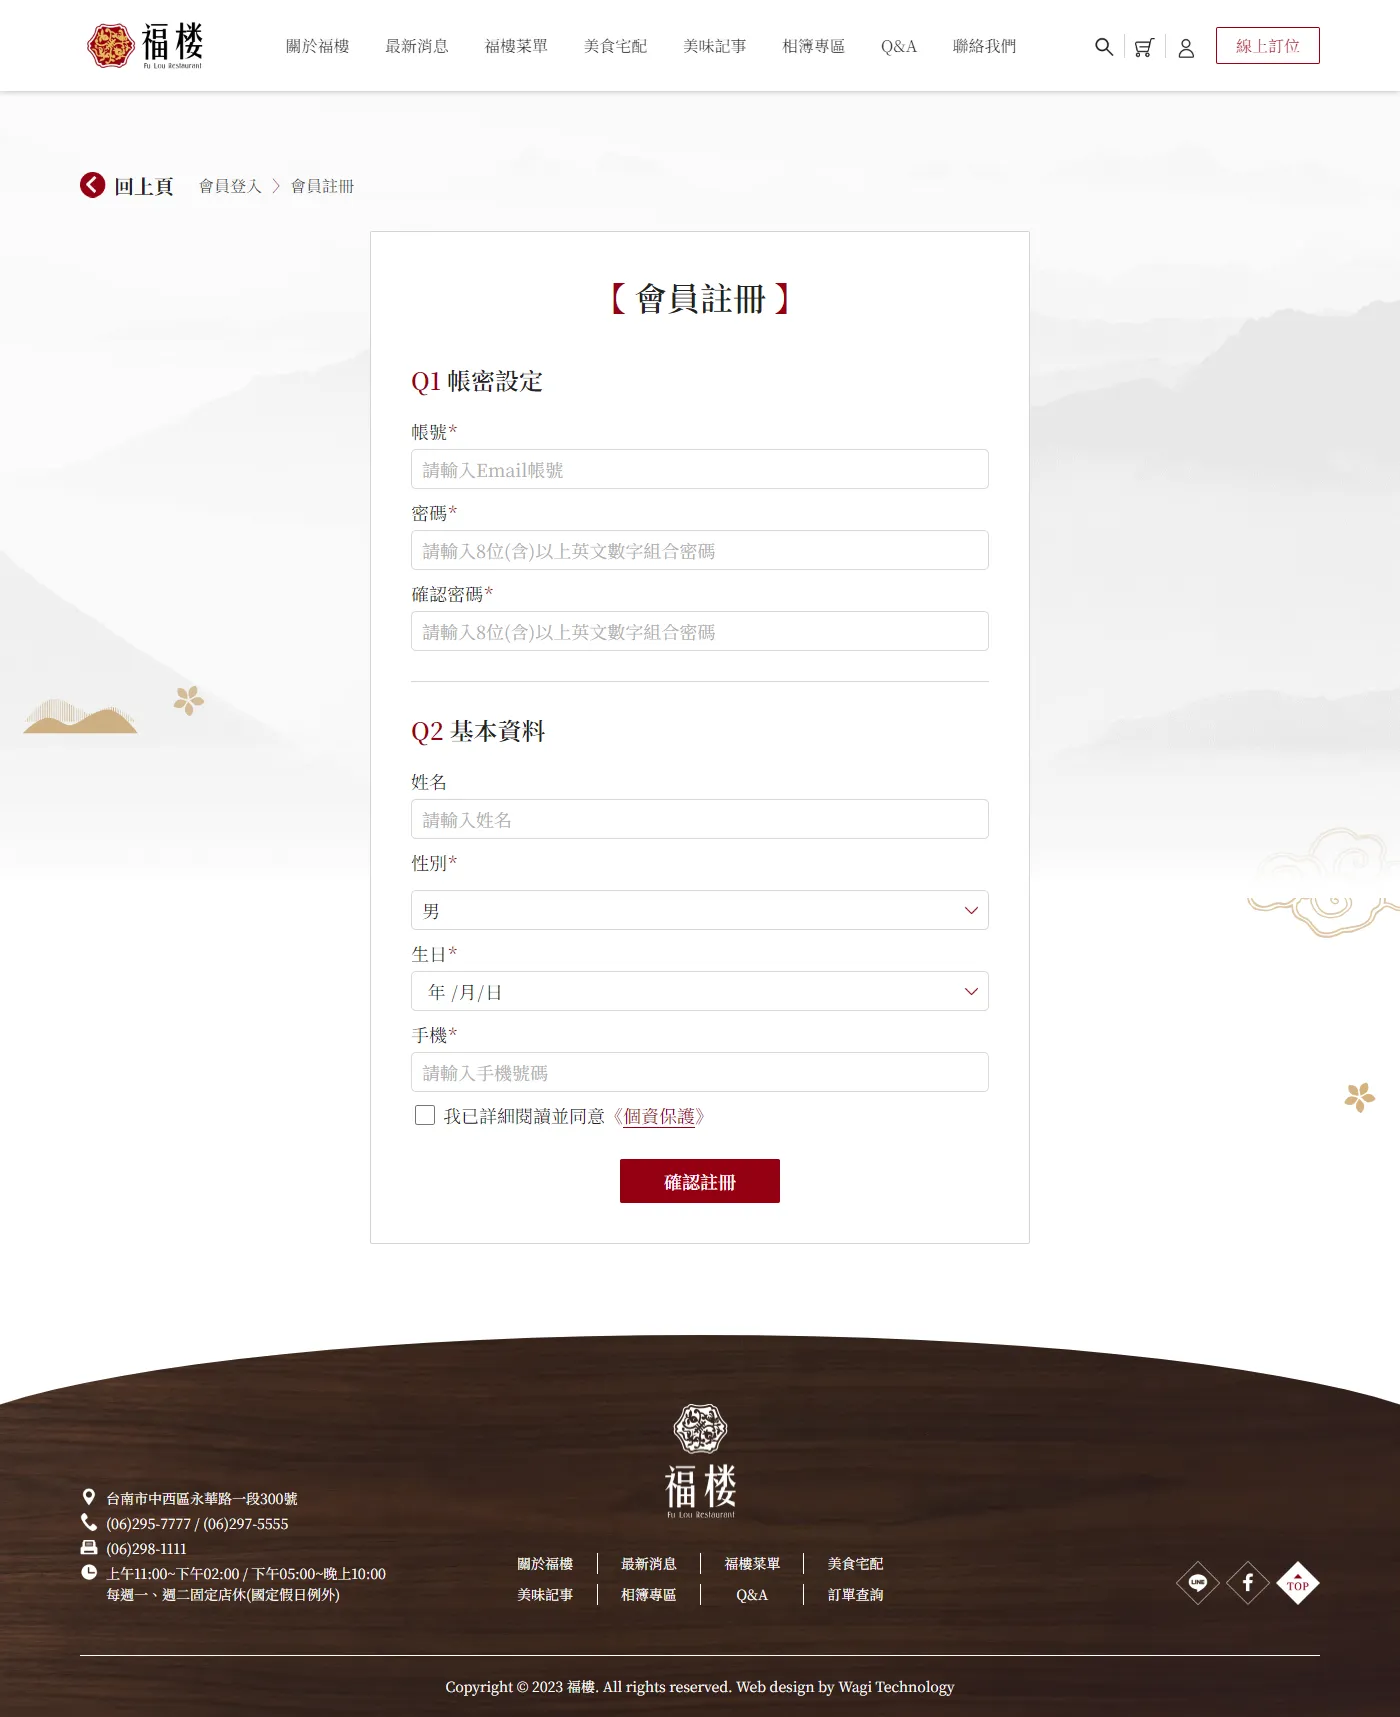 福楼
Fu Lou Restaurant
關於福樓
最新消息
福樓菜單
美食宅配
美味記事
相簿專區
Q&A
聯絡我們
線上訂位
回上頁
會員登入 〉 會員註冊
【 會員註冊 】
Q1 帳密設定
帳號*
請輸入Email帳號
密碼*
請輸入8位(含)以上英文數字組合密碼
確認密碼*
請輸入8位(含)以上英文數字組合密碼
Q2 基本資料
姓名
請輸入姓名
性別*
男
生日*
年 /月/日
手機*
請輸入手機號碼
我已詳細閱讀並同意《個資保護》
確認註冊
福楼
Fu Lou Restaurant
台南市中西區永華路一段300號
(06)295-7777 / (06)297-5555
(06)298-1111
上午11:00~下午02:00 / 下午05:00~晚上10:00
每週一、週二固定店休(國定假日例外)
關於福樓
最新消息
福樓菜單
美食宅配
美味記事
相簿專區
Q&A
訂單查詢
LINE
TOP
Copyright © 2023 福樓. All rights reserved. Web design by Wagi Technology